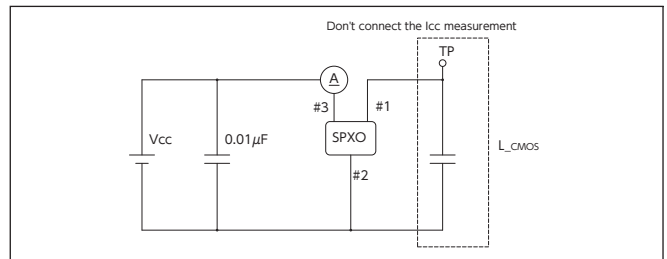 Don't connect the Icc measurement
TP
A
#3
#1
Vcc
0.01μF
SPXO
L_CMOS
#2